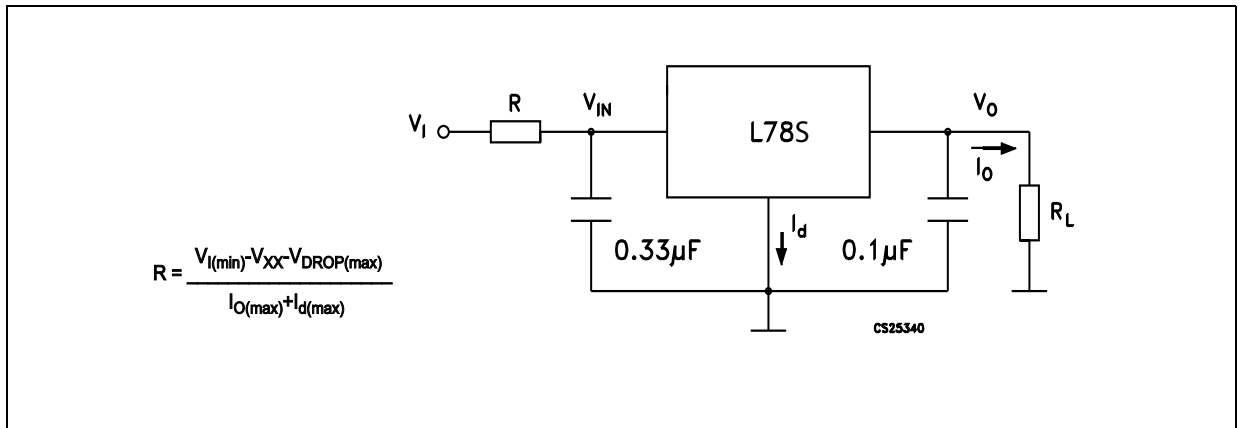 R
V_IN
V_O
V_I
L78S
I_O
R_L
I_d
0.33µF
0.1µF
R = V_I(min)-V_XX-V_DROP(max)
I_O(max)+I_d(max)
CS25340